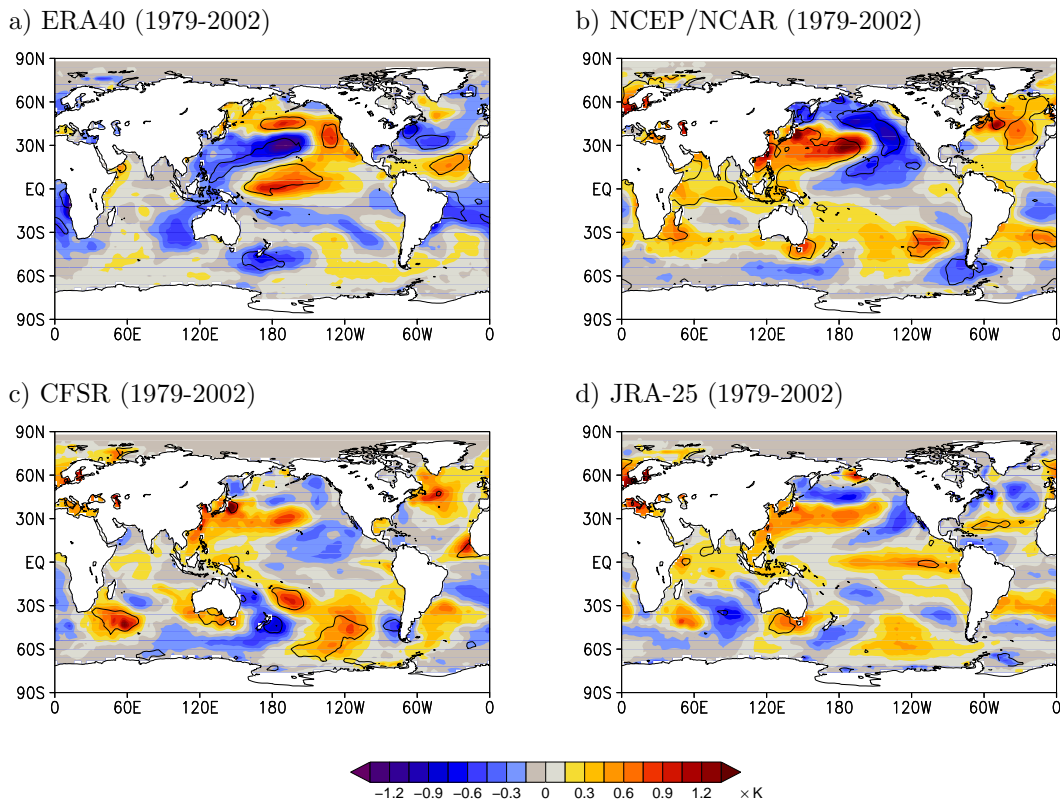 a) ERA40 (1979-2002)
b) NCEP/NCAR (1979-2002)
90N
60N
30N
EQ
30S
60S
90S
0 60E 120E 180 120W 60W 0
90N
60N
30N
EQ
30S
60S
90S
0 60E 120E 180 120W 60W 0
c) CFSR (1979-2002)
d) JRA-25 (1979-2002)
90N
60N
30N
EQ
30S
60S
90S
0 60E 120E 180 120W 60W 0
90N
60N
30N
EQ
30S
60S
90S
0 60E 120E 180 120W 60W 0
−1.2 −0.9 −0.6 −0.3 0 0.3 0.6 0.9 1.2 ×K